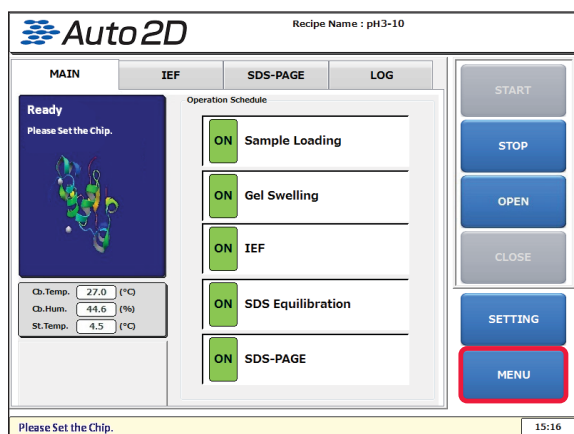 Auto 2D
Recipe Name : pH3-10
MAIN
IEF
SDS-PAGE
LOG
Ready
Please Set the Chip.
Operation Schedule
ON Sample Loading
ON Gel Swelling
ON IEF
ON SDS Equilibration
ON SDS-PAGE
Cb.Temp. 27.0 (°C)
Cb.Hum. 44.6 (%)
St.Temp. 4.5 (°C)
START
STOP
OPEN
CLOSE
SETTING
MENU
Please Set the Chip.
15:16